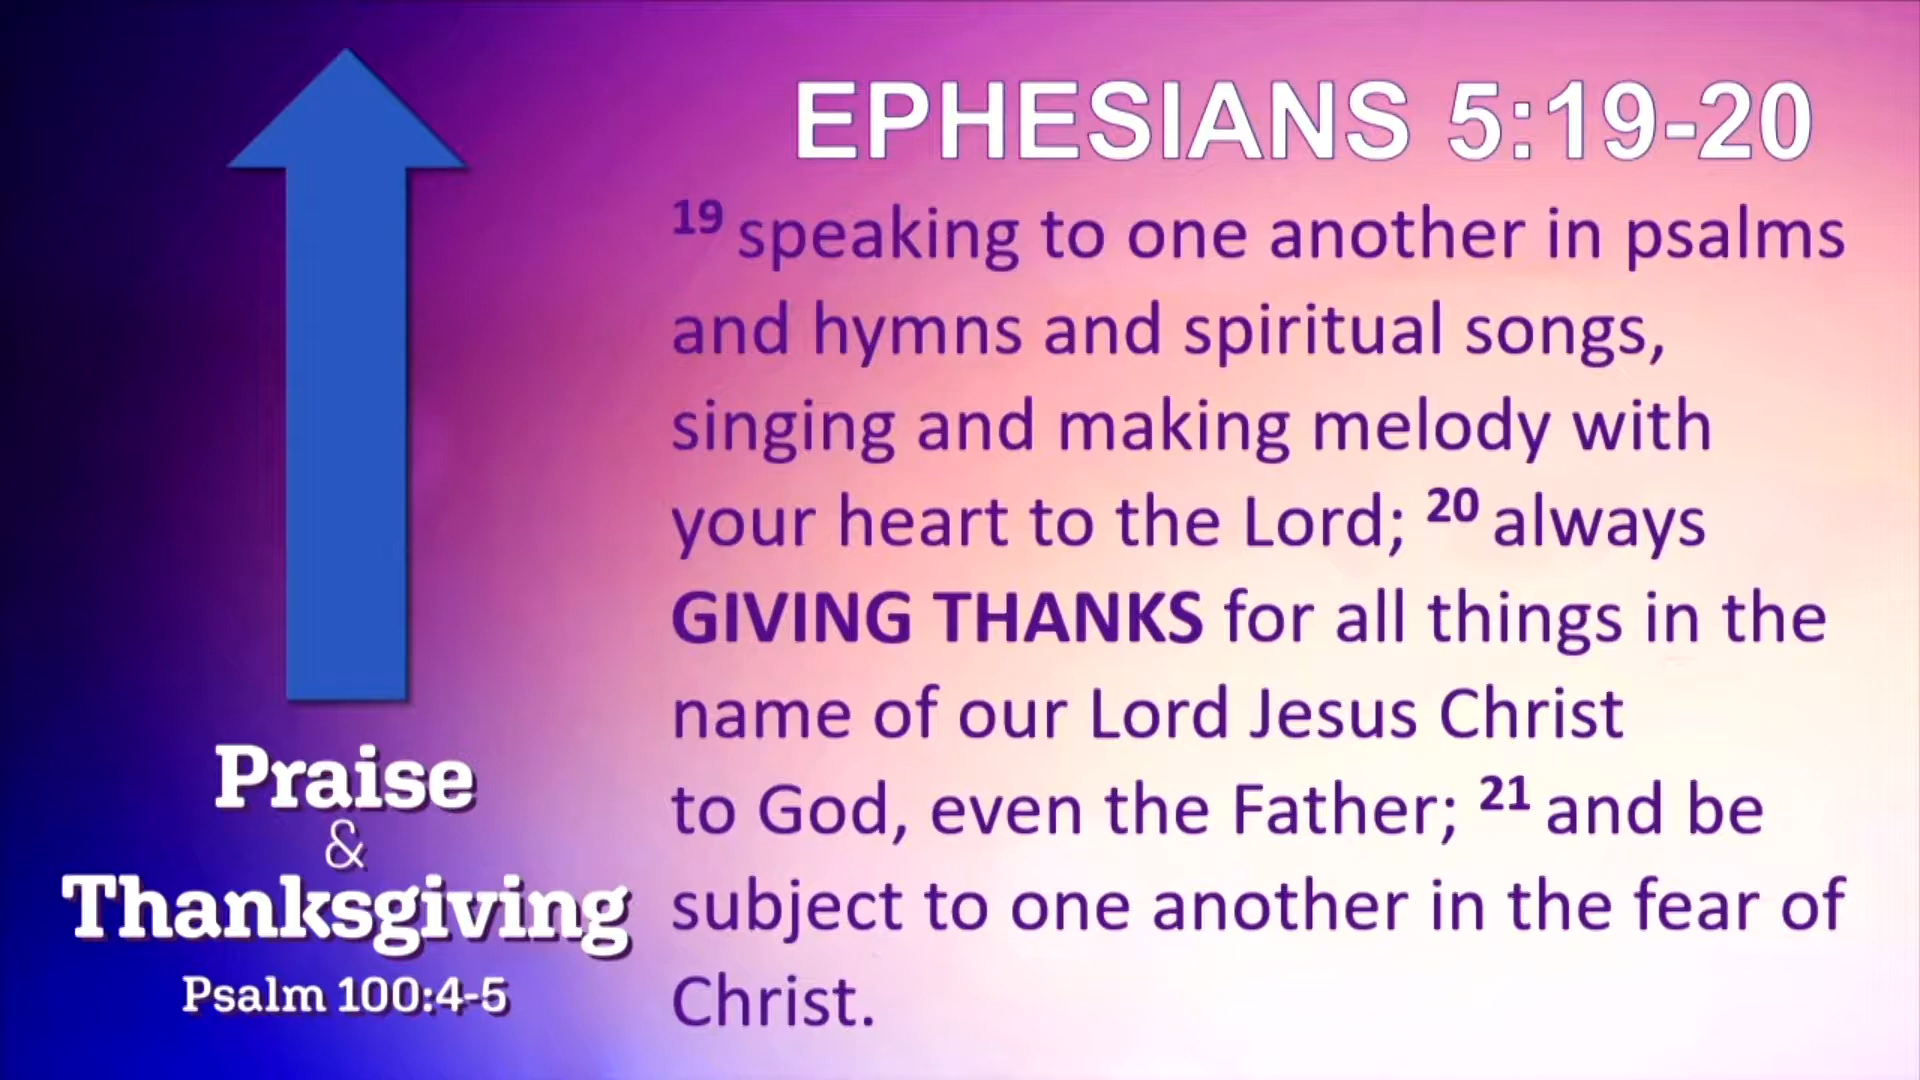 EPHESIANS 5:19-20
19 speaking to one another in psalms
and hymns and spiritual songs,
singing and making melody with
your heart to the Lord; 20 always
GIVING THANKS for all things in the
name of our Lord Jesus Christ
to God, even the Father; 21 and be
subject to one another in the fear of
Christ.
Praise
&
Thanksgiving
Psalm 100:4-5